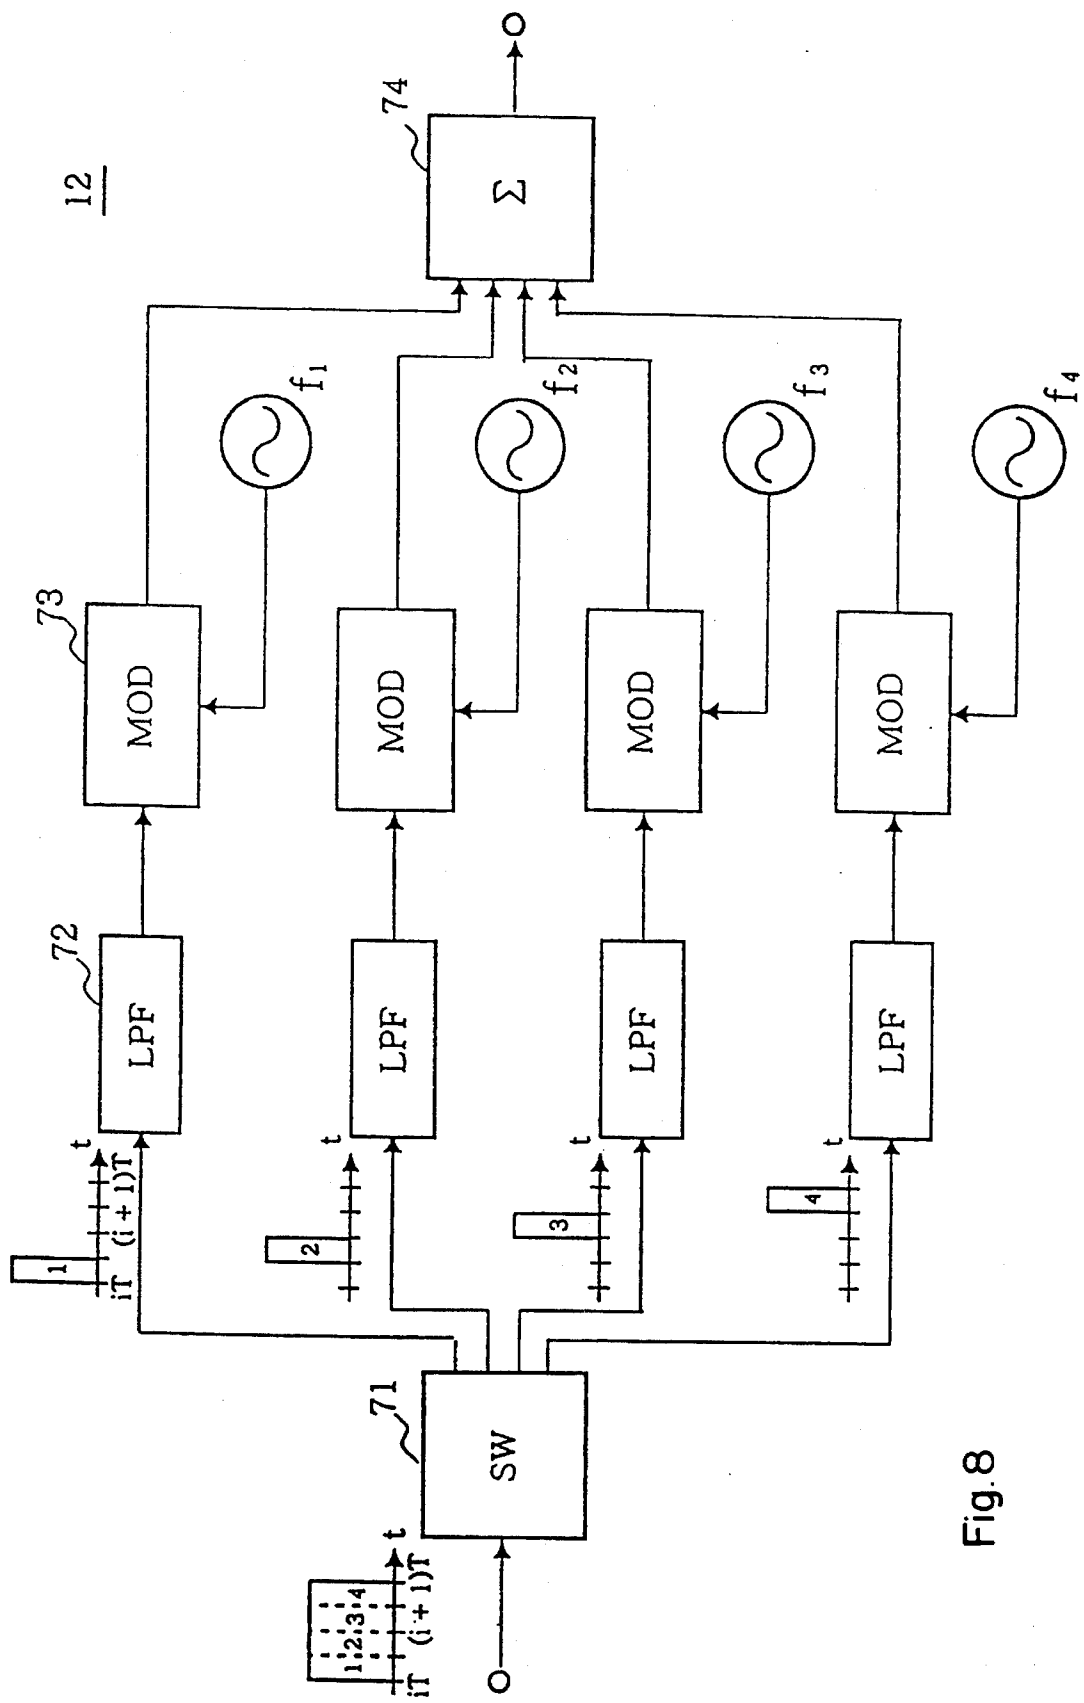 12
1 2 3 4
iT (i + 1)T t
SW 71
1
iT (i + 1)T t
2
t
3
t
4
t
LPF 72
LPF
LPF
LPF
MOD 73
MOD
MOD
MOD
f1
f2
f3
f4
Σ 74
Fig.8